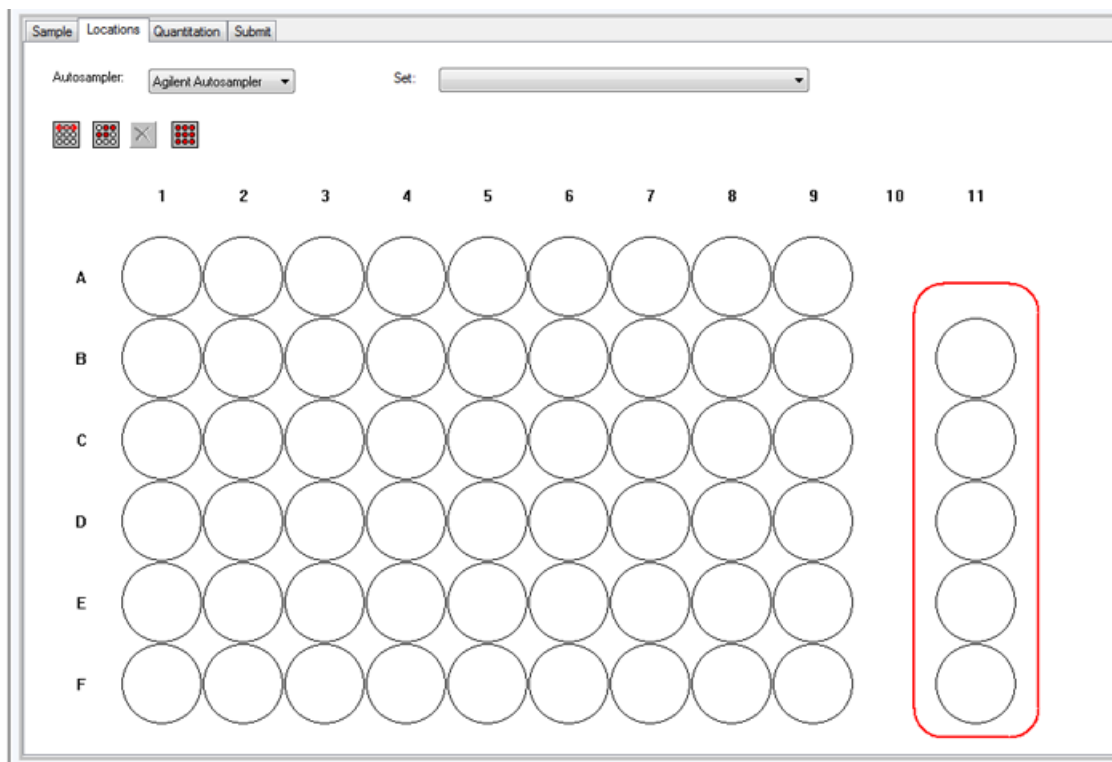 Sample Locations Quantitation Submit
Autosampler: Agilent Autosampler Set:
1 2 3 4 5 6 7 8 9 10 11
A
B
C
D
E
F